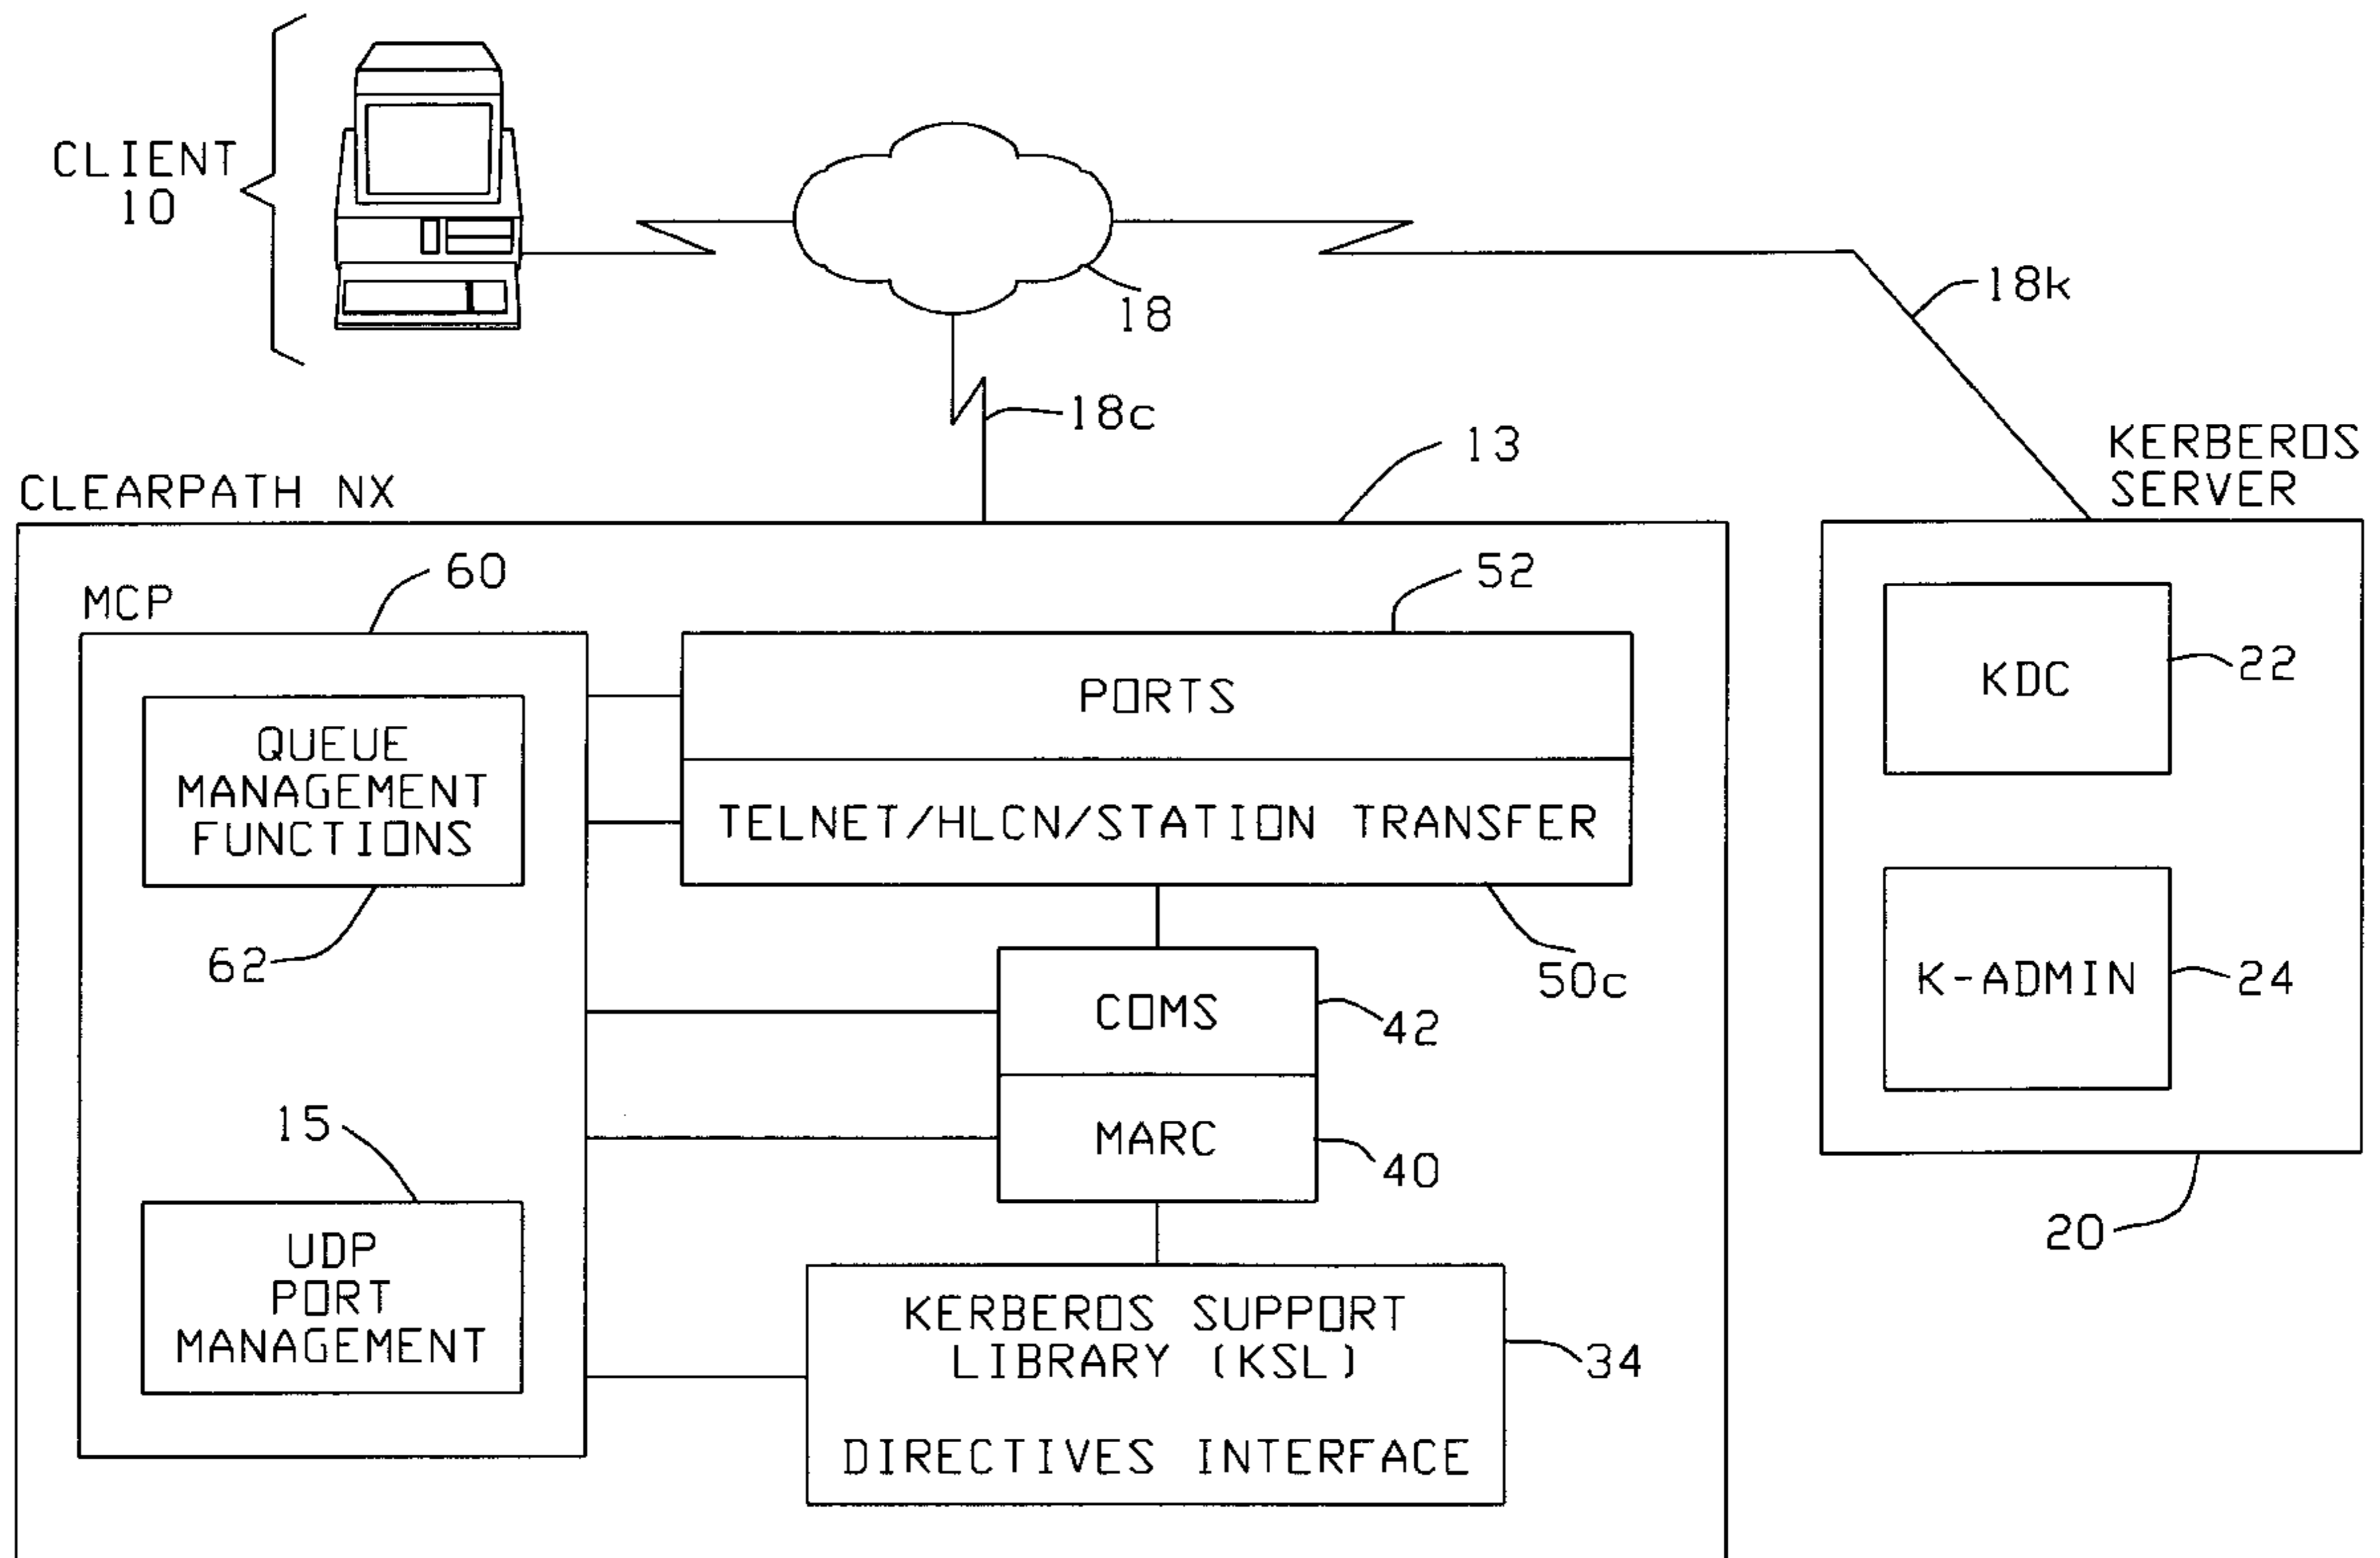 CLIENT
10
18
18k
18c
13
KERBEROS
SERVER
CLEARPATH NX
60
52
MCP
PORTS
22
KDC
QUEUE
MANAGEMENT
FUNCTIONS
TELNET/HLCN/STATION TRANSFER
62
50c
K-ADMIN
24
COMS
42
15
MARC
40
20
UDP
PORT
MANAGEMENT
KERBEROS SUPPORT
LIBRARY (KSL)
34
DIRECTIVES INTERFACE